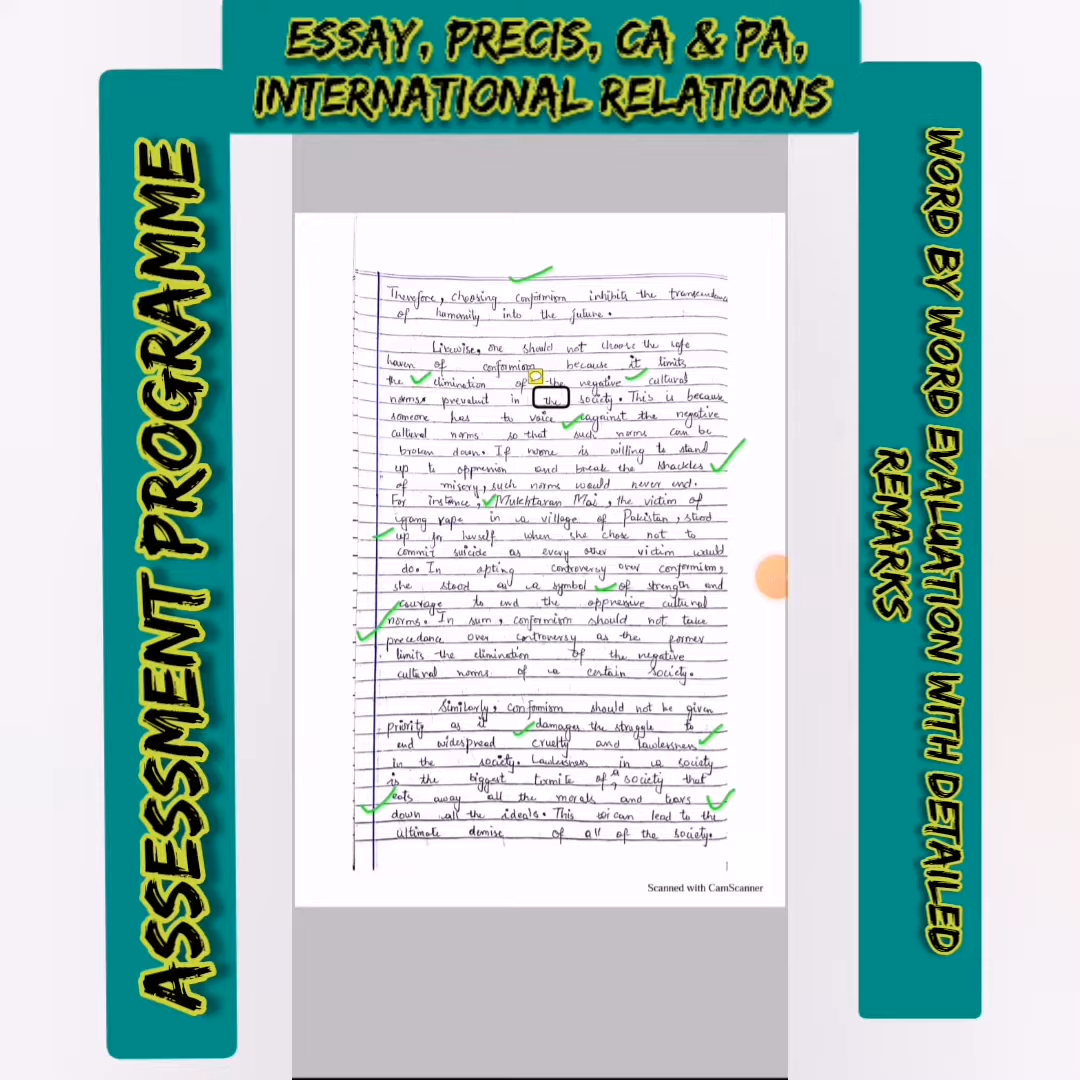 ESSAY, PRECIS, CA & PA,
INTERNATIONAL RELATIONS
ASSESSMENT PROGRAMME
WORD BY WORD EVALUATION WITH DETAILED
REMARKS
Therefore, choosing conformism inhibits the transcendence
of humanity into the future.
Likewise, one should not choose the safe
haven of conformism because it limits
the elimination of the negative cultural
norms prevalent in the society. This is because
someone has to voice against the negative
cultural norms so that such norms can be
broken down. If noone is willing to stand
up to oppression and break the shackles
of misery, such norms would never end.
For instance, Mukhtaran Mai, the victim of
gang rape in a village of Pakistan, stood
up for herself when she chose not to
commit suicide as every other victim would
do. In opting controversy over conformism,
she stood as a symbol of strength and
courage to end the oppressive cultural
norms. In sum, conformism should not take
precedance over controversy as the former
limits the elimination of the negative
cultural norms of a certain society.
Similarly, conformism should not be given
priority as it damages the struggle to
end widespread cruelty and lawlessness
in the society. Lawlessness in a society
is the biggest termite of a society that
eats away all the morals and tears
down all the ideals. This can lead to the
ultimate demise of all of the society.
Scanned with CamScanner